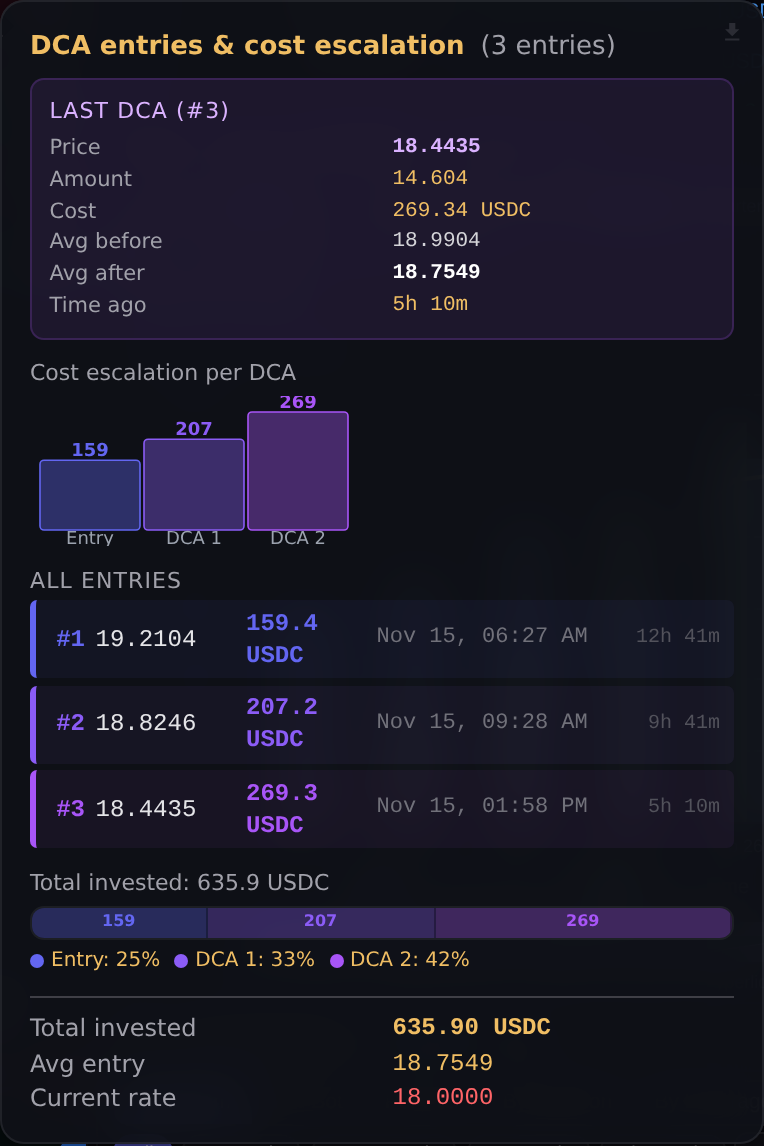 DCA entries & cost escalation (3 entries)
LAST DCA (#3)
Price 18.4435
Amount 14.604
Cost 269.34 USDC
Avg before 18.9904
Avg after 18.7549
Time ago 5h 10m
Cost escalation per DCA
159 207 269
Entry DCA 1 DCA 2
ALL ENTRIES
#1 19.2104 159.4 USDC Nov 15, 06:27 AM 12h 41m
#2 18.8246 207.2 USDC Nov 15, 09:28 AM 9h 41m
#3 18.4435 269.3 USDC Nov 15, 01:58 PM 5h 10m
Total invested: 635.9 USDC
159 207 269
Entry: 25% DCA 1: 33% DCA 2: 42%
Total invested 635.90 USDC
Avg entry 18.7549
Current rate 18.0000